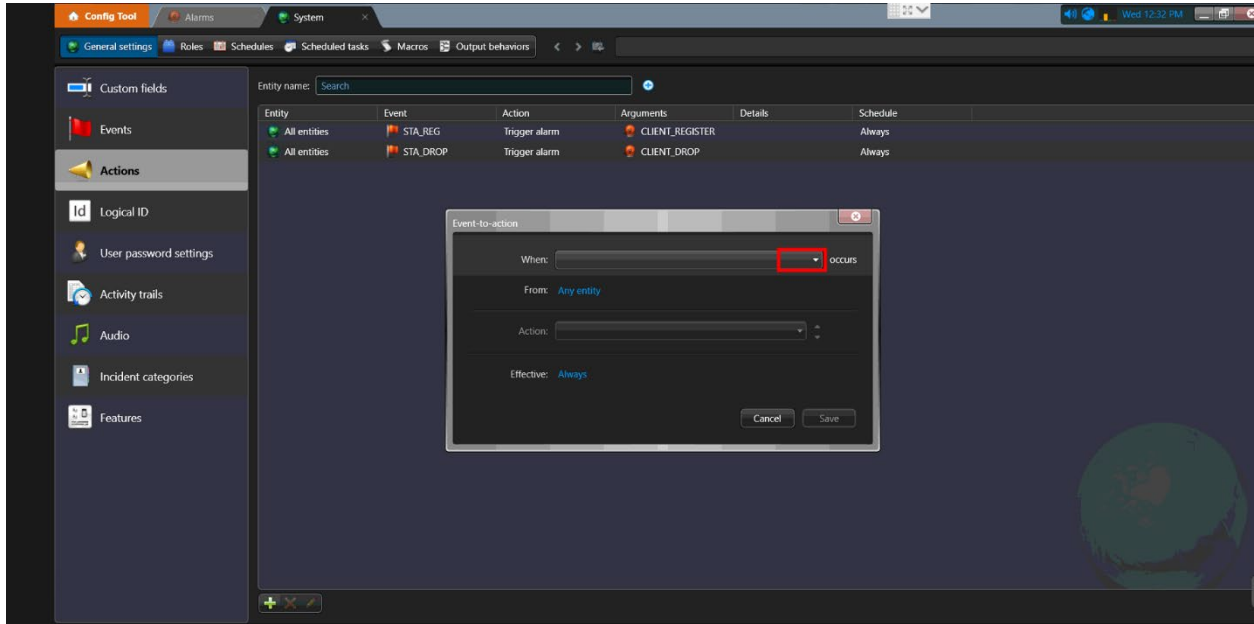 Config Tool Alarms System Wed 12:32 PM
General settings Roles Schedules Scheduled tasks Macros Output behaviors
Custom fields
Events
Actions
Id Logical ID
User password settings
Activity trails
Audio
Incident categories
Features
Entity name: Search
Entity Event Action Arguments Details Schedule
All entities STA_REG Trigger alarm CLIENT_REGISTER Always
All entities STA_DROP Trigger alarm CLIENT_DROP Always
Event-to-action
When: occurs
From: Any entity
Action:
Effective: Always
Cancel Save